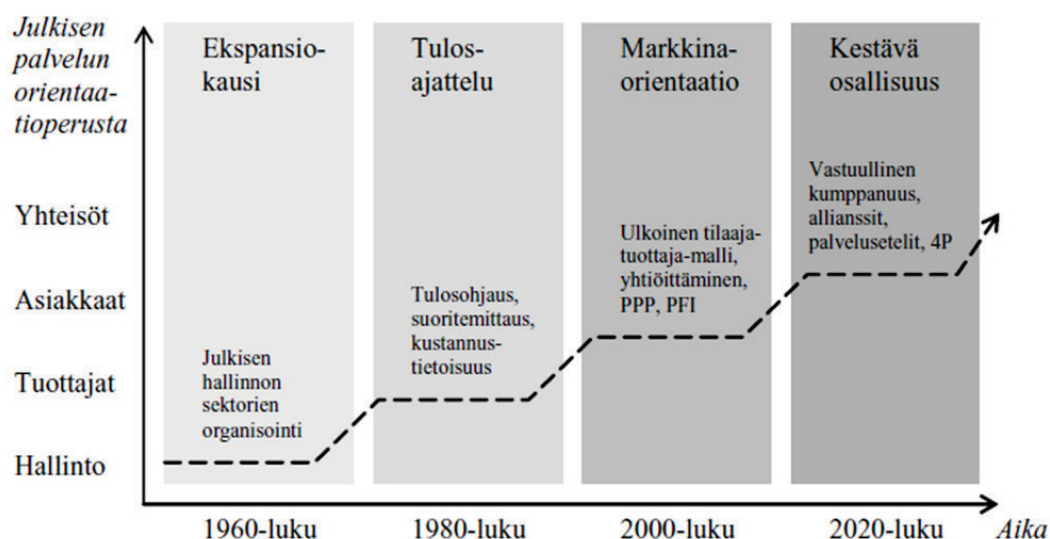 Julkisen
palvelun
orientaa-
tioperusta
Ekspansio-
kausi
Tulos-
ajattelu
Markkina-
orientaatio
Kestävä
osallisuus
Yhteisöt
Asiakkaat
Tuottajat
Hallinto
Julkisen
hallinnon
sektorien
organisointi
Tulosohjaus,
suoritemittaus,
kustannus-
tietoisuus
Ulkoinen tilaaja-
tuottaja-malli,
yhtiöittäminen,
PPP, PFI
Vastuullinen
kumppanuus,
allianssit,
palvelusetelit, 4P
1960-luku
1980-luku
2000-luku
2020-luku
Aika